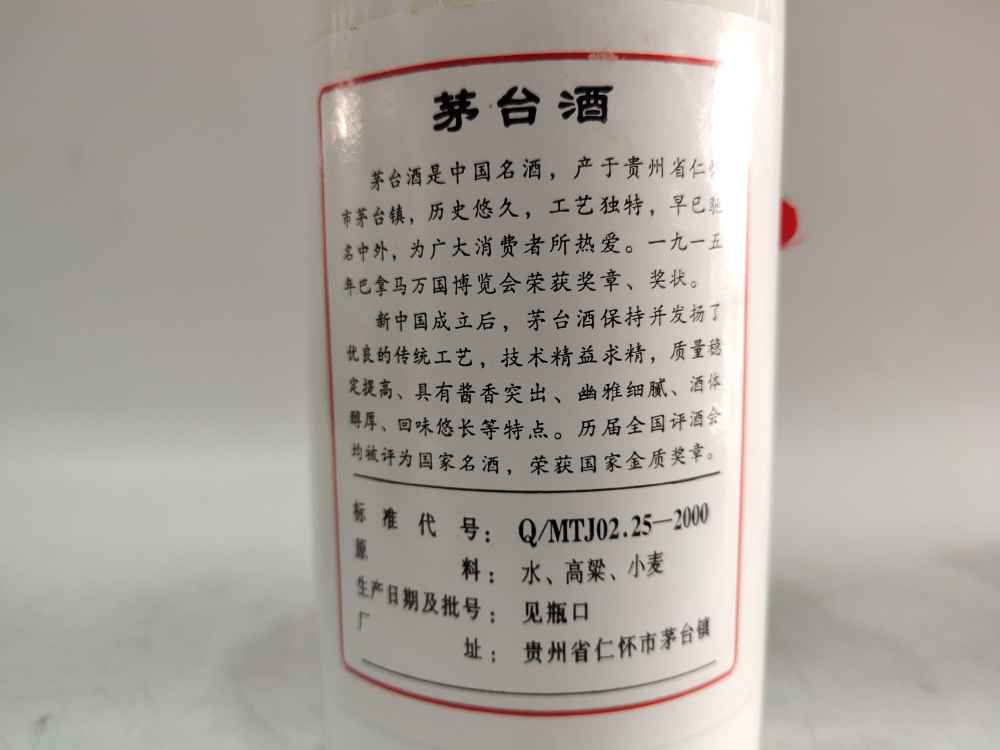 茅台酒
茅台酒是中国名酒，产于贵州省仁怀
市茅台镇，历史悠久，工艺独特，早已驰
名中外，为广大消费者所热爱。一九一五
年巴拿马万国博览会荣获奖章、奖状。
新中国成立后，茅台酒保持并发扬了
优良的传统工艺，技术精益求精，质量稳
定提高、具有酱香突出、幽雅细腻、酒体
醇厚、回味悠长等特点。历届全国评酒会
均被评为国家名酒，荣获国家金质奖章。
标准代号：Q/MTJ02.25—2000
原料：水、高粱、小麦
生产日期及批号：见瓶口
厂址：贵州省仁怀市茅台镇